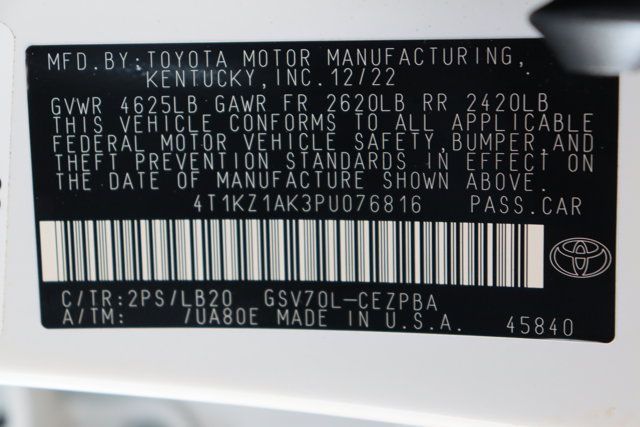 MFD.BY:TOYOTA MOTOR MANUFACTURING,
KENTUCKY,INC.12/22
GVWR 4625LB GAWR FR 2620LB RR 2420LB
THIS VEHICLE CONFORMS TO ALL APPLICABLE
FEDERAL MOTOR VEHICLE SAFETY,BUMPER,AND
THEFT PREVENTION STANDARDS IN EFFECT ON
THE DATE OF MANUFACTURE SHOWN ABOVE.
4T1KZ1AK3PU076816 PASS.CAR
C/TR:2PS/LB20 GSV70L-CEZPBA
A/TM: /UA80E MADE IN U.S.A. 45840